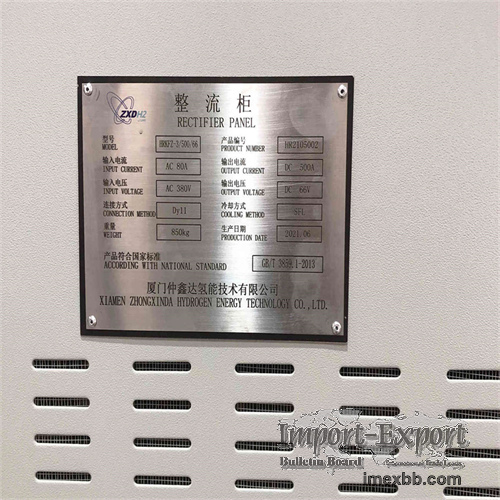 ZXDH2
整流柜
RECTIFIER PANEL
型号 产品编号
MODEL HRKFZ-3/500/66 PRODUCT NUMBER HR2105002
输入电流 输出电流
INPUT CURRENT AC 80A OUTPUT CURRENT DC 300A
输入电压 输出电压
INPUT VOLTAGE AC 380V OUTPUT VOLTAGE DC 66V
连接方式 冷却方式
CONNECTION METHOD Dy11 COOLING METHOD
重量 生产日期
WEIGHT 850kg PRODUCTION DATE 2021.06
产品符合国家标准
ACCORDING WITH NATIONAL STANDARD GB/T 3859.1-2013
厦门仲鑫达氢能技术有限公司
XIAMEN ZHONGXINDA HYDROGEN ENERGY TECHNOLOGY CO.,LTD.
Import-Export
Bulletin Board
www.imexbb.com